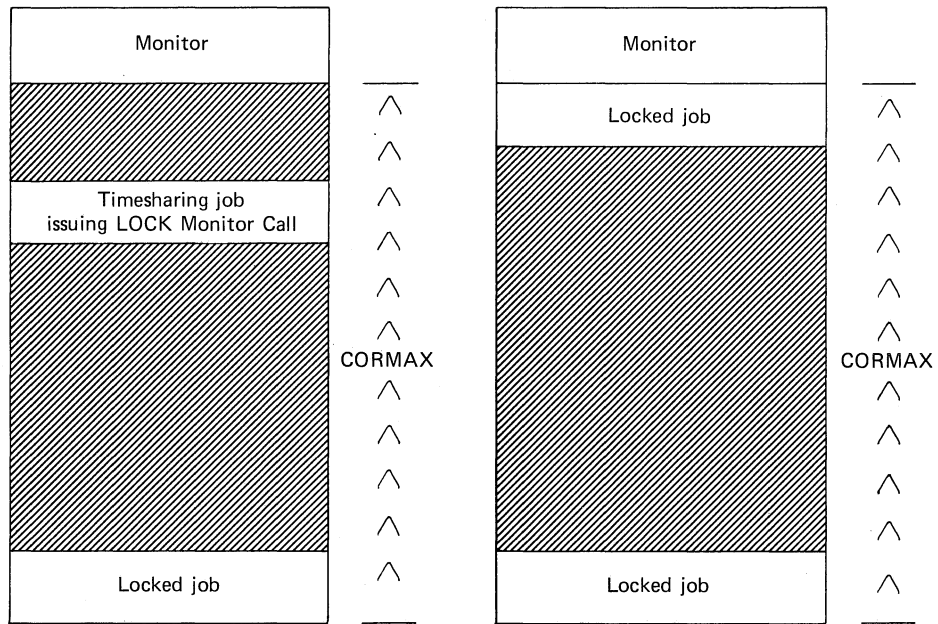 Monitor
Timesharing job
issuing LOCK Monitor Call
CORMAX
Locked job
Monitor
Locked job
CORMAX
Locked job